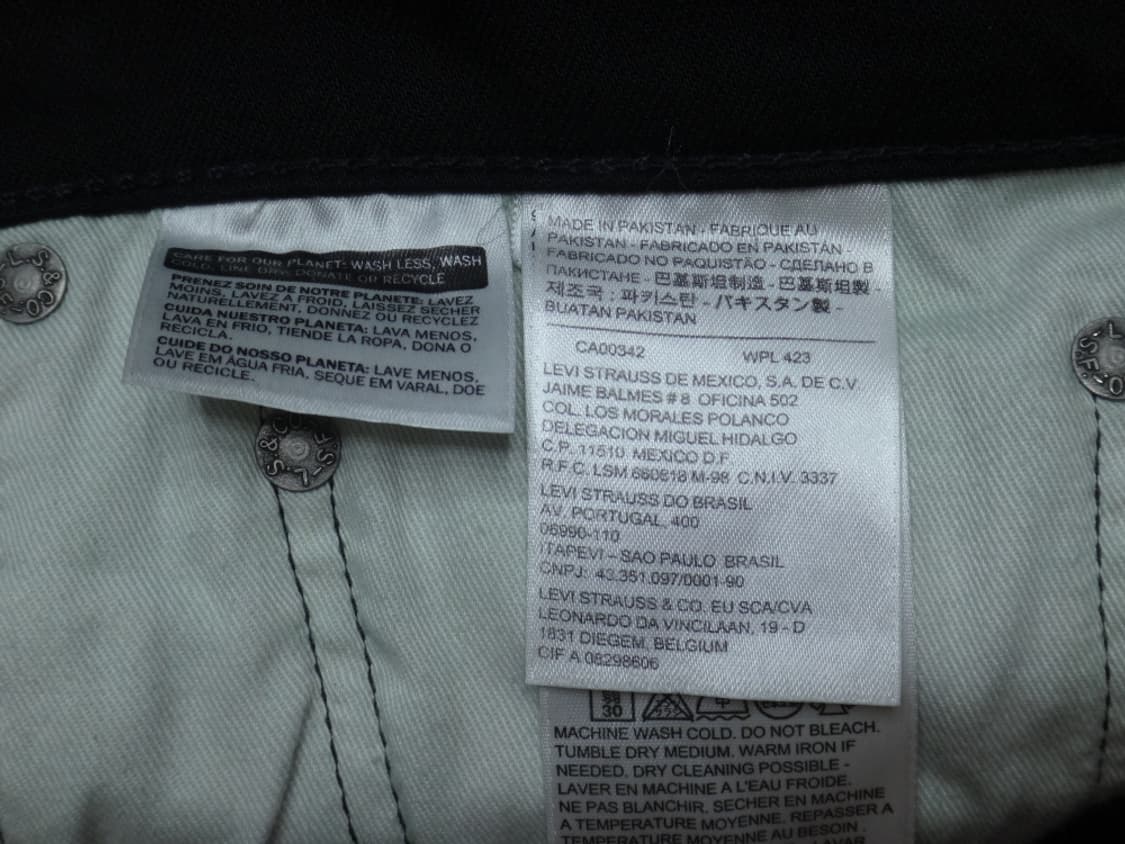 CARE FOR OUR PLANET: WASH LESS, WASH
COLD, LINE DRY, DONATE OR RECYCLE
PRENEZ SOIN DE NOTRE PLANETE: LAVEZ
MOINS, LAVEZ A FROID, LAISSEZ SECHER
NATURELLEMENT, DONNEZ OU RECYCLEZ
CUIDA NUESTRO PLANETA: LAVA MENOS,
LAVA EN FRIO, TIENDE LA ROPA, DONA O
RECICLA.
CUIDE DO NOSSO PLANETA: LAVE MENOS,
LAVE EM ÁGUA FRIA, SEQUE EM VARAL, DOE
OU RECICLE.
MADE IN PAKISTAN - FABRIQUE AU
PAKISTAN - FABRICADO EN PAKISTÁN -
FABRICADO NO PAQUISTÃO - СДЕЛАНО В
ПАКИСТАНЕ - 巴基斯坦制造 - 巴基斯坦製 -
제조국 : 파키스탄 - パキスタン製 -
BUATAN PAKISTAN
CA00342 WPL 423
LEVI STRAUSS DE MEXICO, S.A. DE C.V.
JAIME BALMES # 8 OFICINA 502
COL. LOS MORALES POLANCO
DELEGACION MIGUEL HIDALGO
C.P. 11510 MEXICO D.F.
R.F.C. LSM 680618 M-98 C.N.I.V. 3337
LEVI STRAUSS DO BRASIL
AV. PORTUGAL, 400
06990-110
ITAPEVI - SAO PAULO BRASIL
CNPJ: 43.351.097/0001-90
LEVI STRAUSS & CO. EU SCA/CVA
LEONARDO DA VINCILAAN, 19 - D
1831 DIEGEM, BELGIUM
CIF A 08298606
30
MACHINE WASH COLD. DO NOT BLEACH.
TUMBLE DRY MEDIUM. WARM IRON IF
NEEDED. DRY CLEANING POSSIBLE -
LAVER EN MACHINE A L'EAU FROIDE.
NE PAS BLANCHIR. SECHER EN MACHINE
A TEMPERATURE MOYENNE. REPASSER A
TEMPERATURE MOYENNE AU BESOIN .
L.S. & CO.
L.S. & CO. S.F.